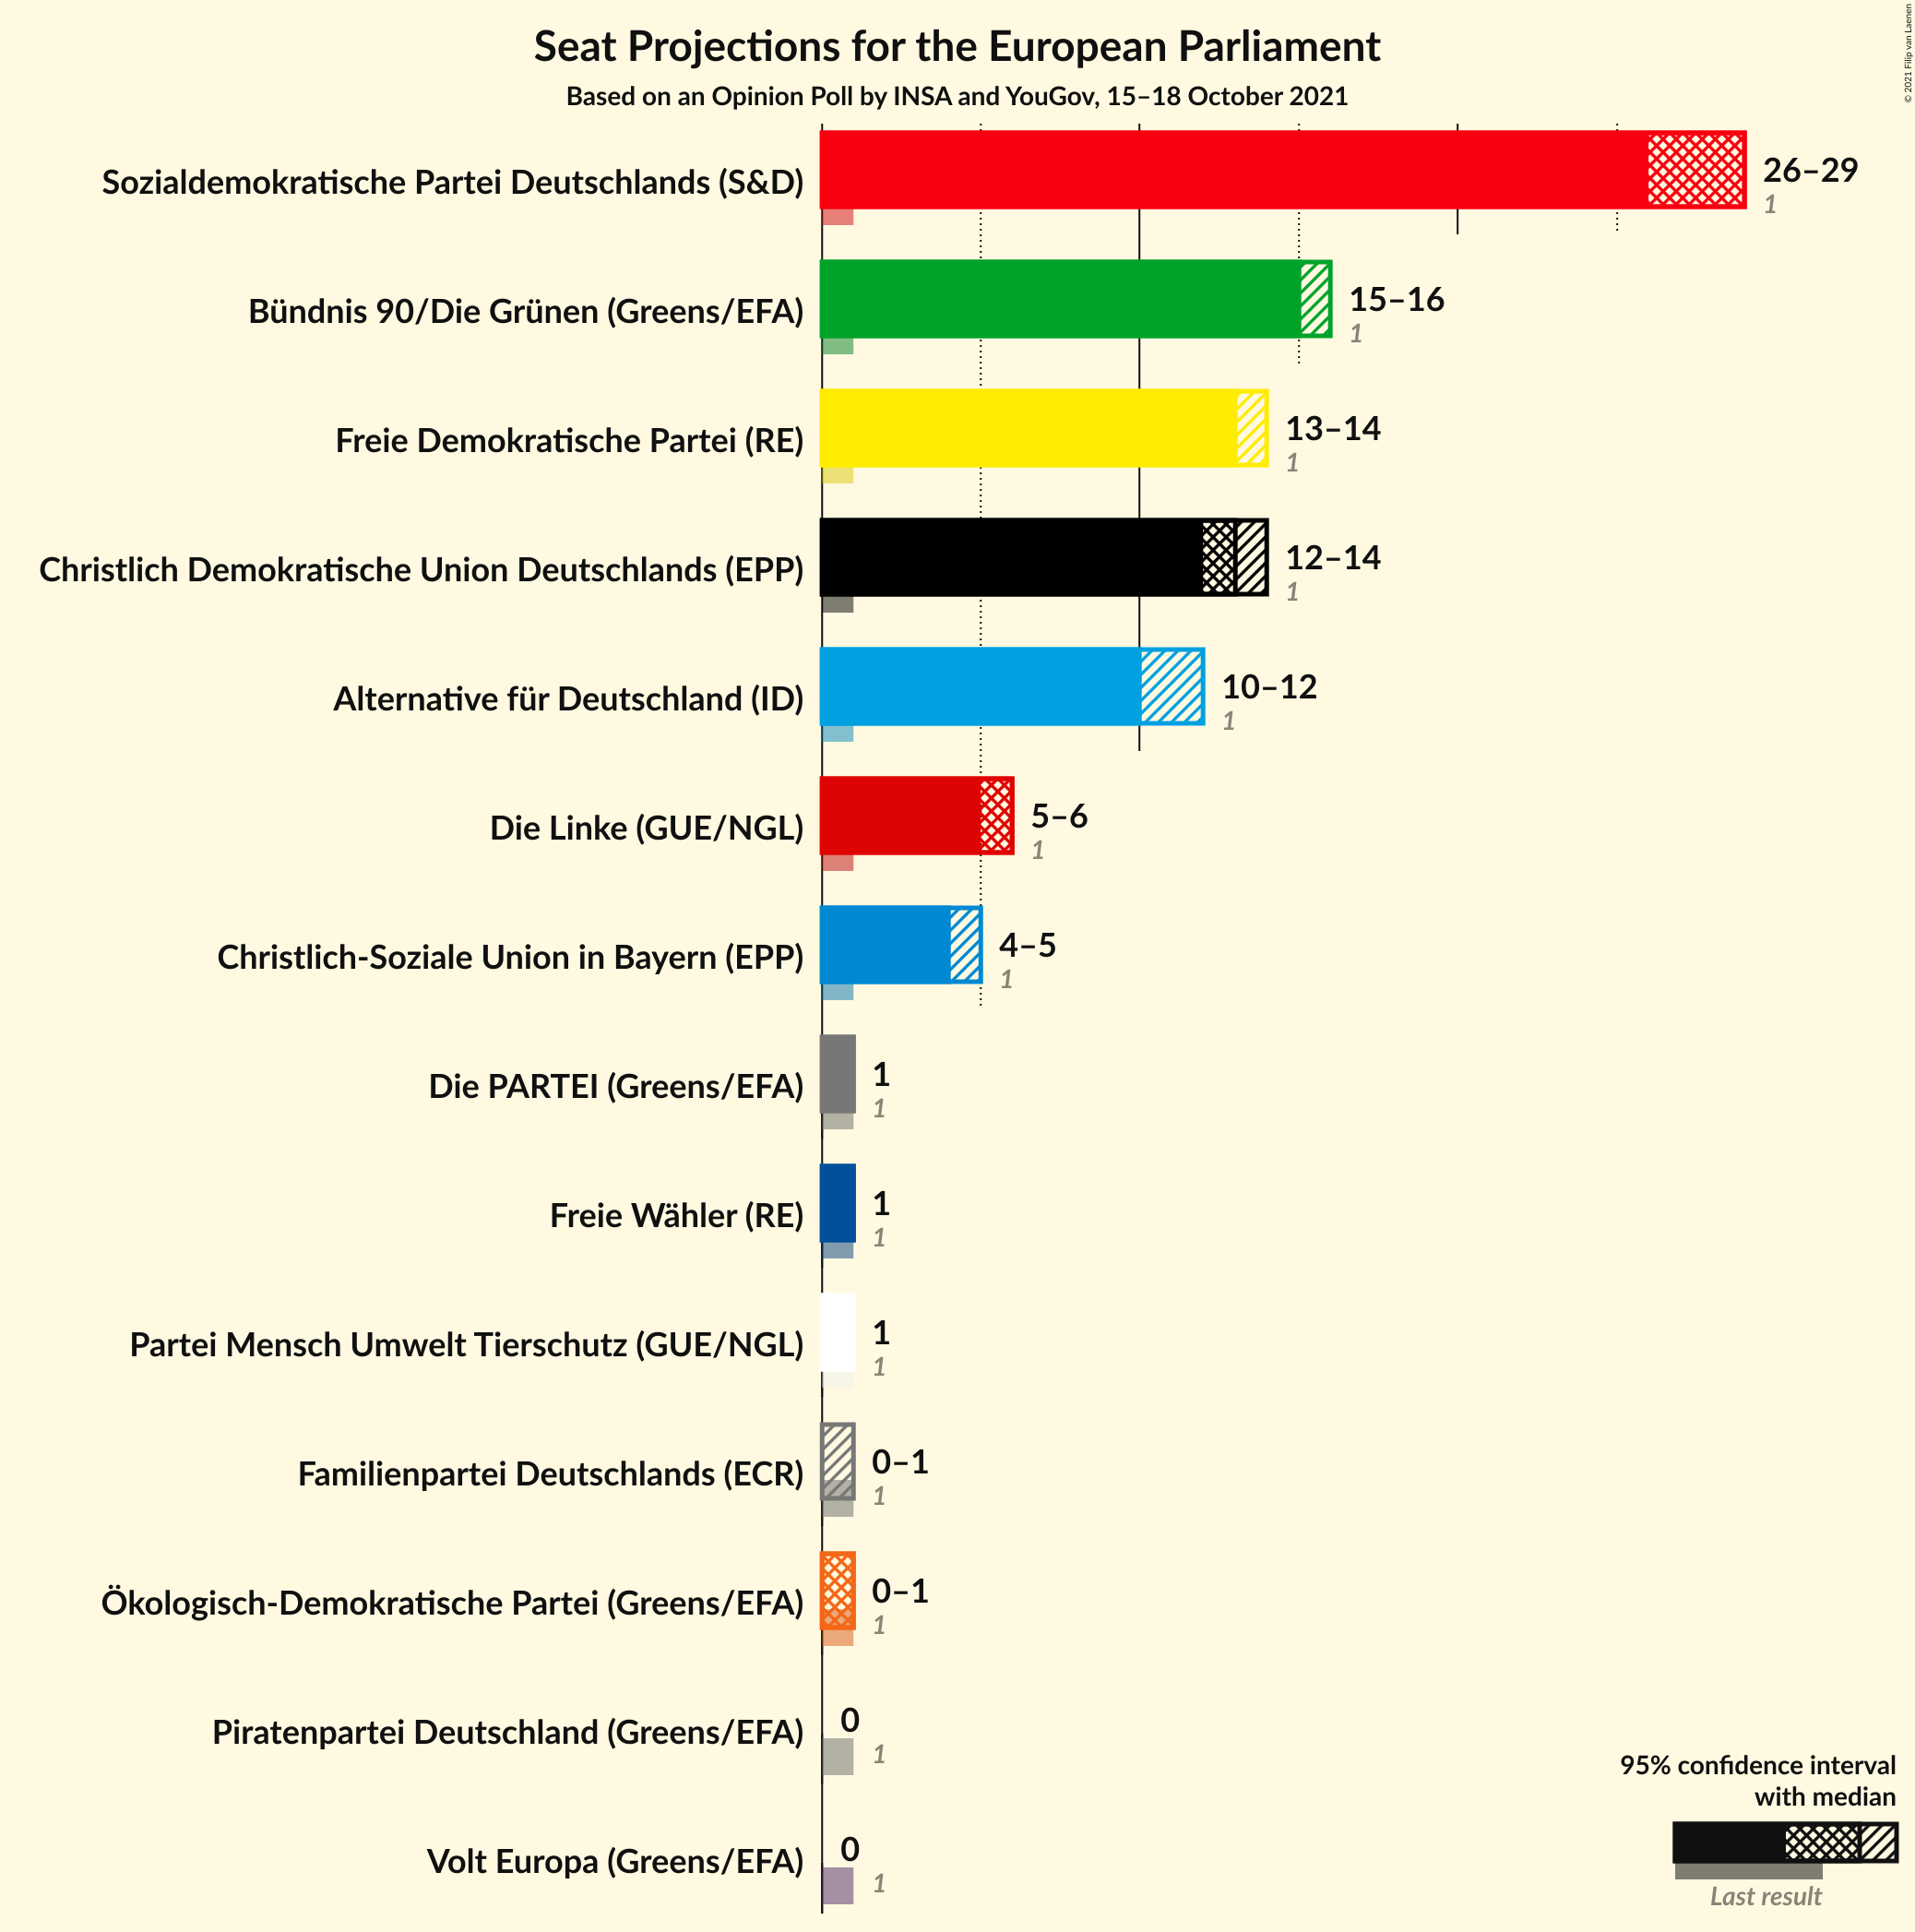 Seat Projections for the European Parliament
Based on an Opinion Poll by INSA and YouGov, 15–18 October 2021
© 2021 Filip van Laenen
Sozialdemokratische Partei Deutschlands (S&D)
26–29
1
Bündnis 90/Die Grünen (Greens/EFA)
15–16
1
Freie Demokratische Partei (RE)
13–14
1
Christlich Demokratische Union Deutschlands (EPP)
12–14
1
Alternative für Deutschland (ID)
10–12
1
Die Linke (GUE/NGL)
5–6
1
Christlich-Soziale Union in Bayern (EPP)
4–5
1
Die PARTEI (Greens/EFA)
1
1
Freie Wähler (RE)
1
1
Partei Mensch Umwelt Tierschutz (GUE/NGL)
1
1
Familienpartei Deutschlands (ECR)
0–1
1
Ökologisch-Demokratische Partei (Greens/EFA)
0–1
1
Piratenpartei Deutschland (Greens/EFA)
0
1
Volt Europa (Greens/EFA)
0
1
95% confidence interval
with median
Last result